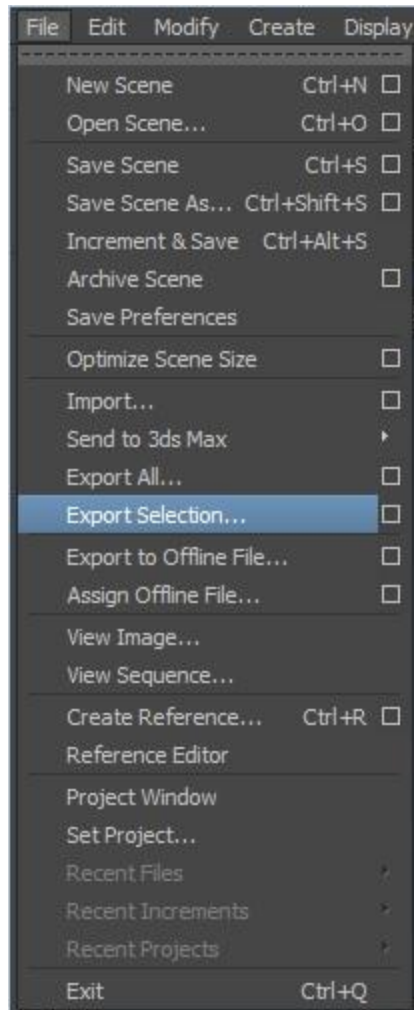 File Edit Modify Create Display
New Scene Ctrl+N
Open Scene... Ctrl+O
Save Scene Ctrl+S
Save Scene As... Ctrl+Shift+S
Increment & Save Ctrl+Alt+S
Archive Scene
Save Preferences
Optimize Scene Size
Import...
Send to 3ds Max
Export All...
Export Selection...
Export to Offline File...
Assign Offline File...
View Image...
View Sequence...
Create Reference... Ctrl+R
Reference Editor
Project Window
Set Project...
Recent Files
Recent Increments
Recent Projects
Exit Ctrl+Q